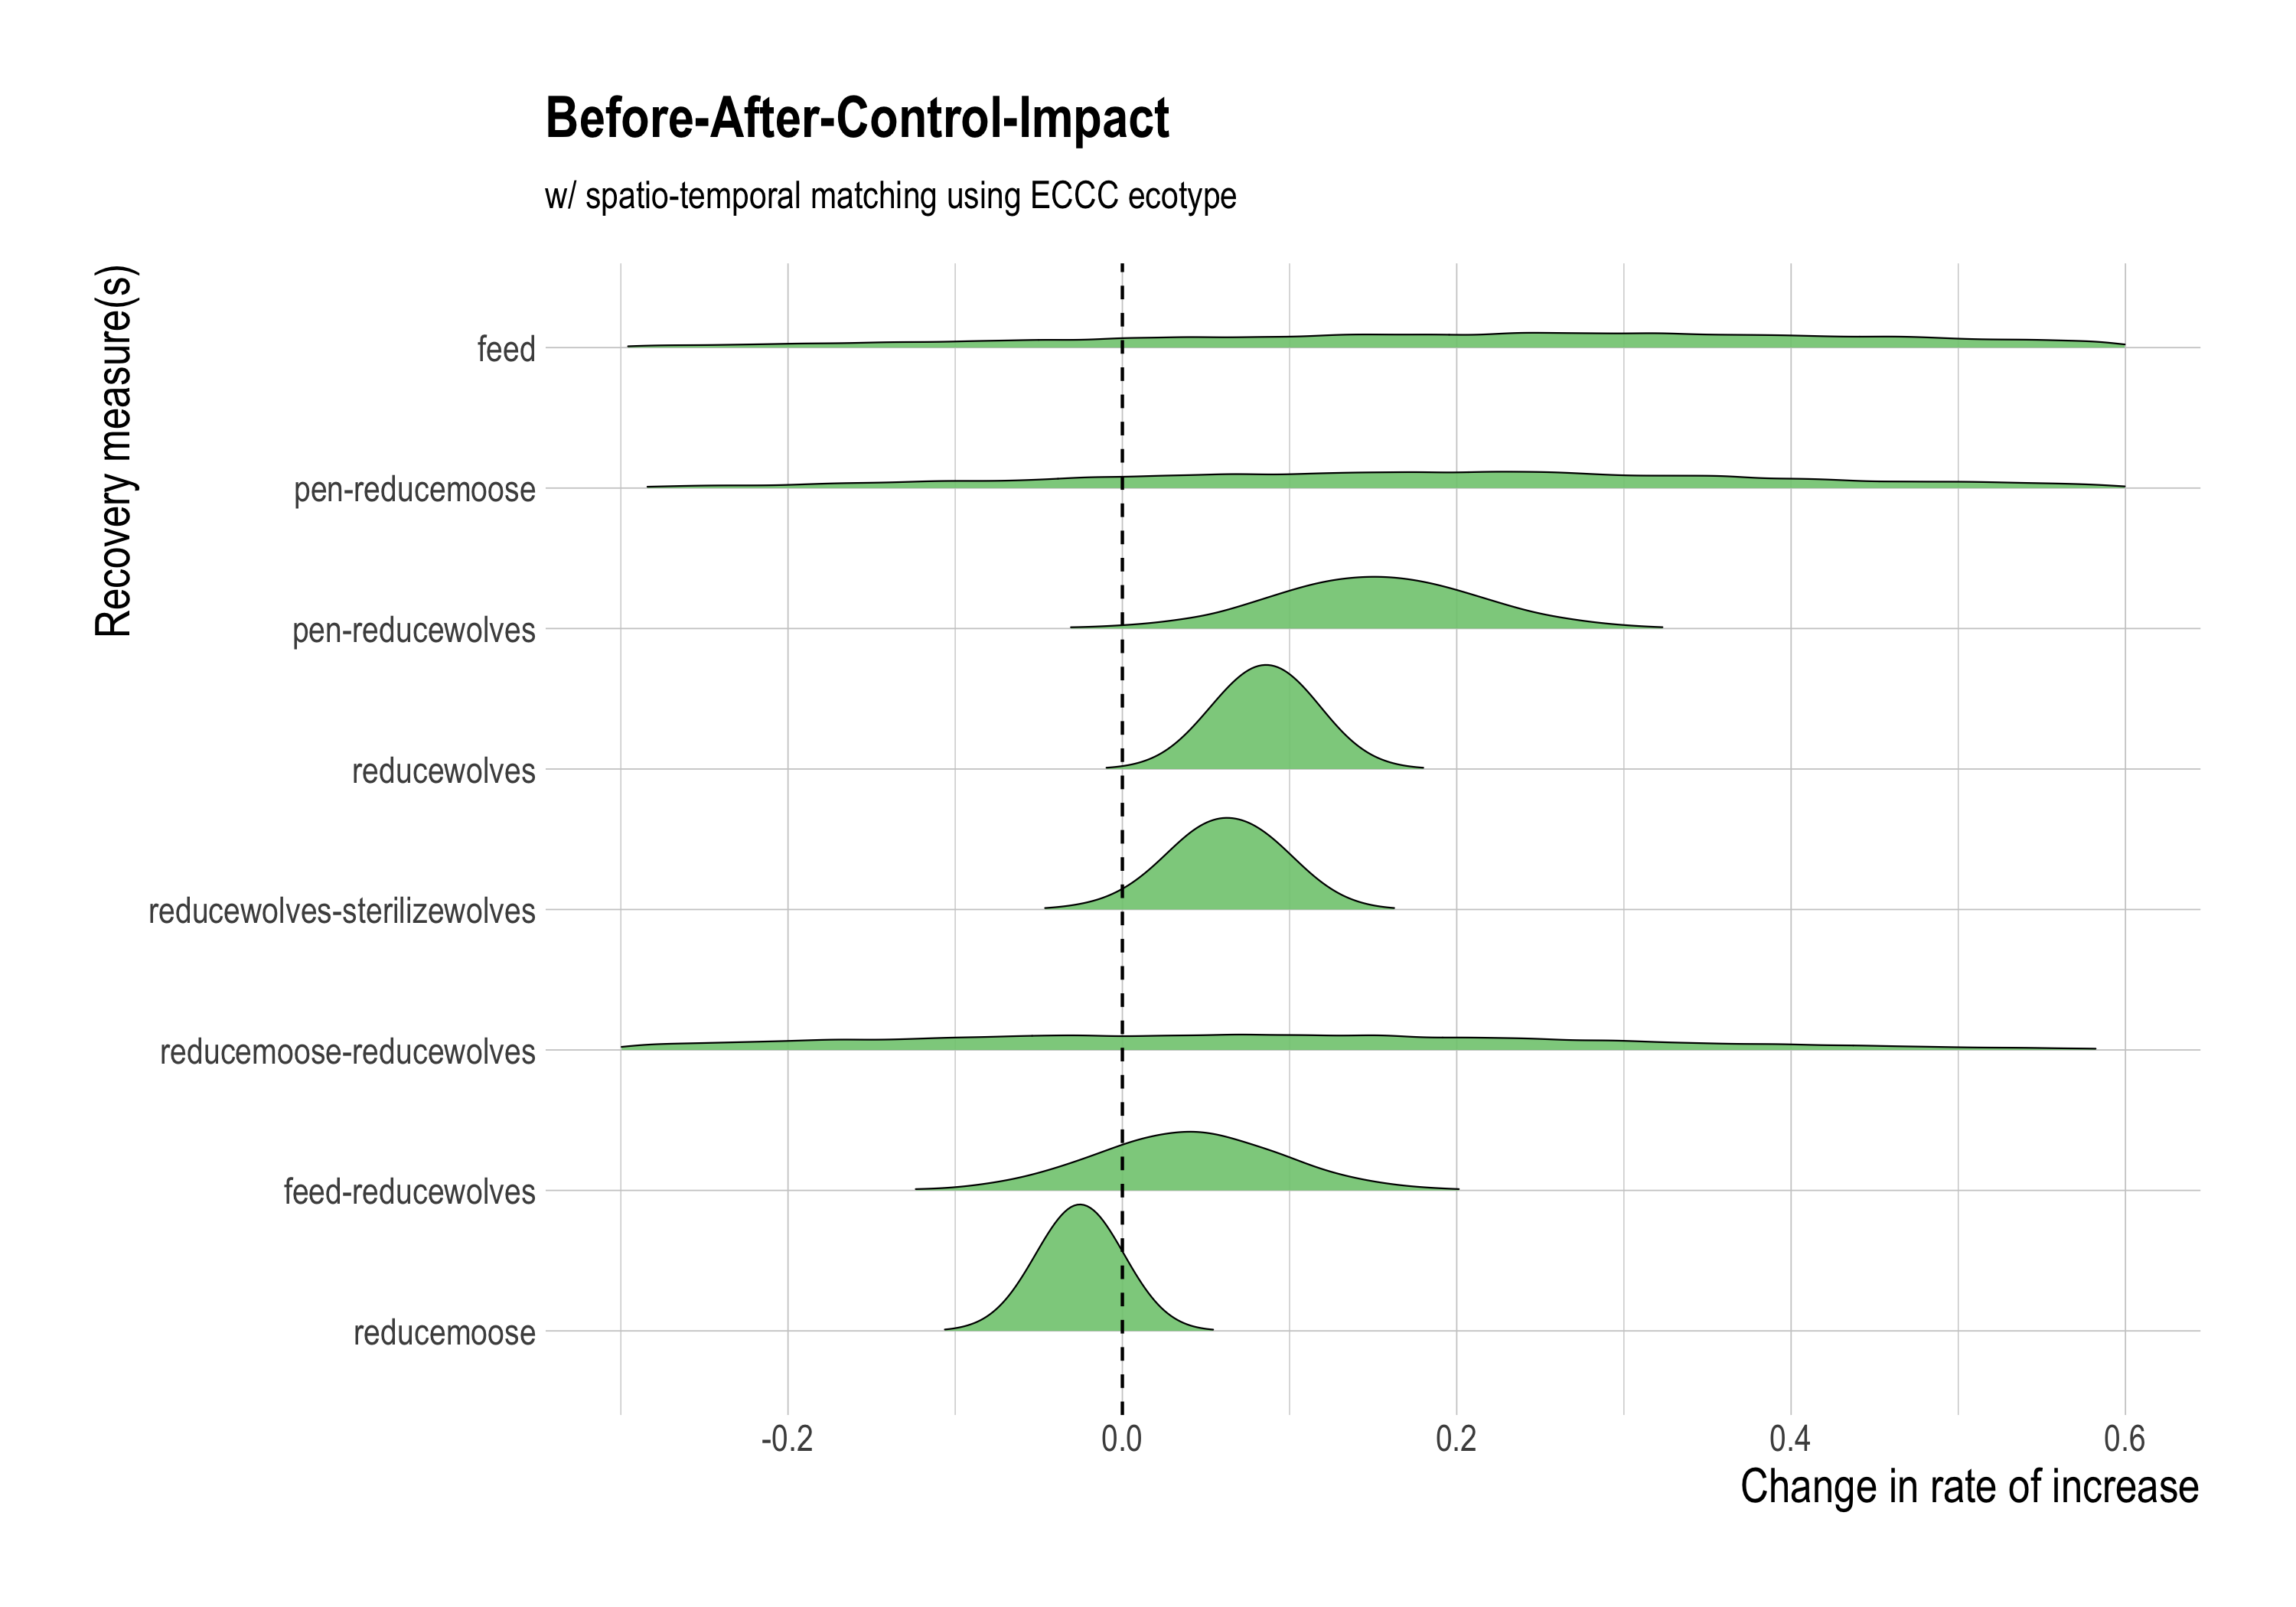 Before-After-Control-Impact
w/ spatio-temporal matching using ECCC ecotype
Recovery measure(s)
feed
pen-reducemoose
pen-reducewolves
reducewolves
reducewolves-sterilizewolves
reducemoose-reducewolves
feed-reducewolves
reducemoose
-0.2 0.0 0.2 0.4 0.6
Change in rate of increase